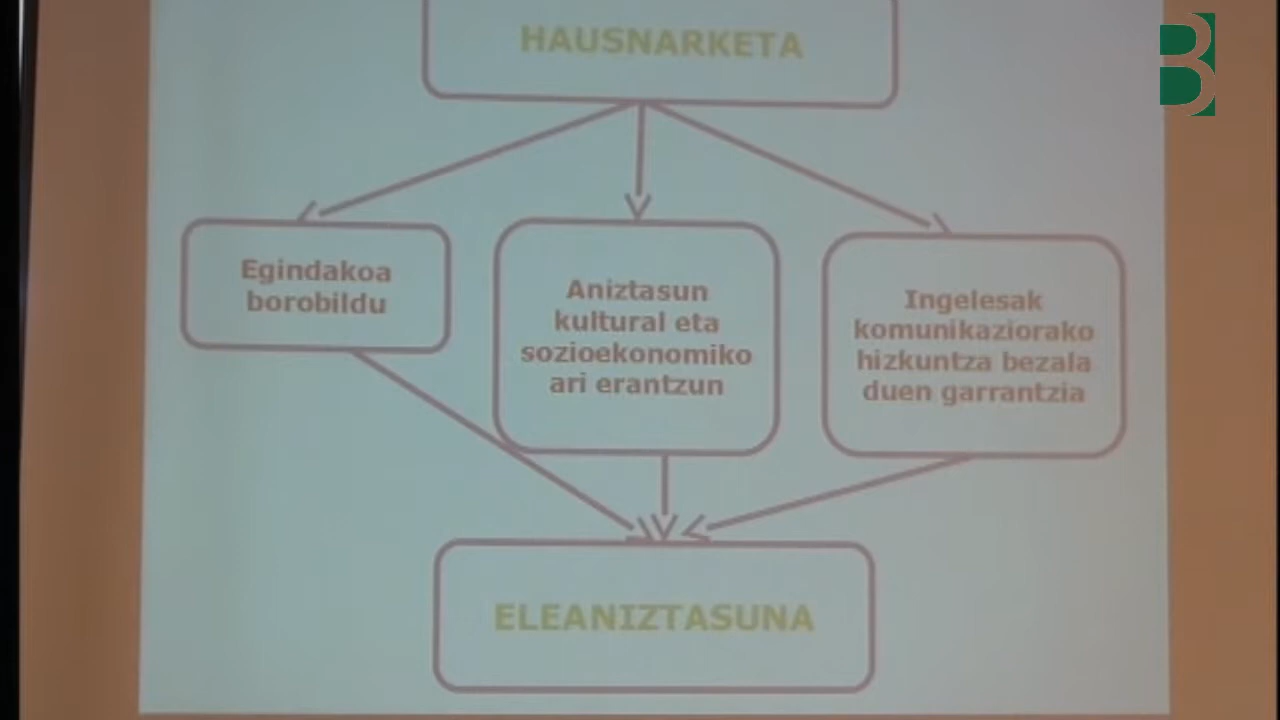 HAUSNARKETA
Egindakoa
borobildu
Aniztasun
kultural eta
sozioekonomiko
ari erantzun
Ingelesak
komunikaziorako
hizkuntza bezala
duen garrantzia
ELEANIZTASUNA
B